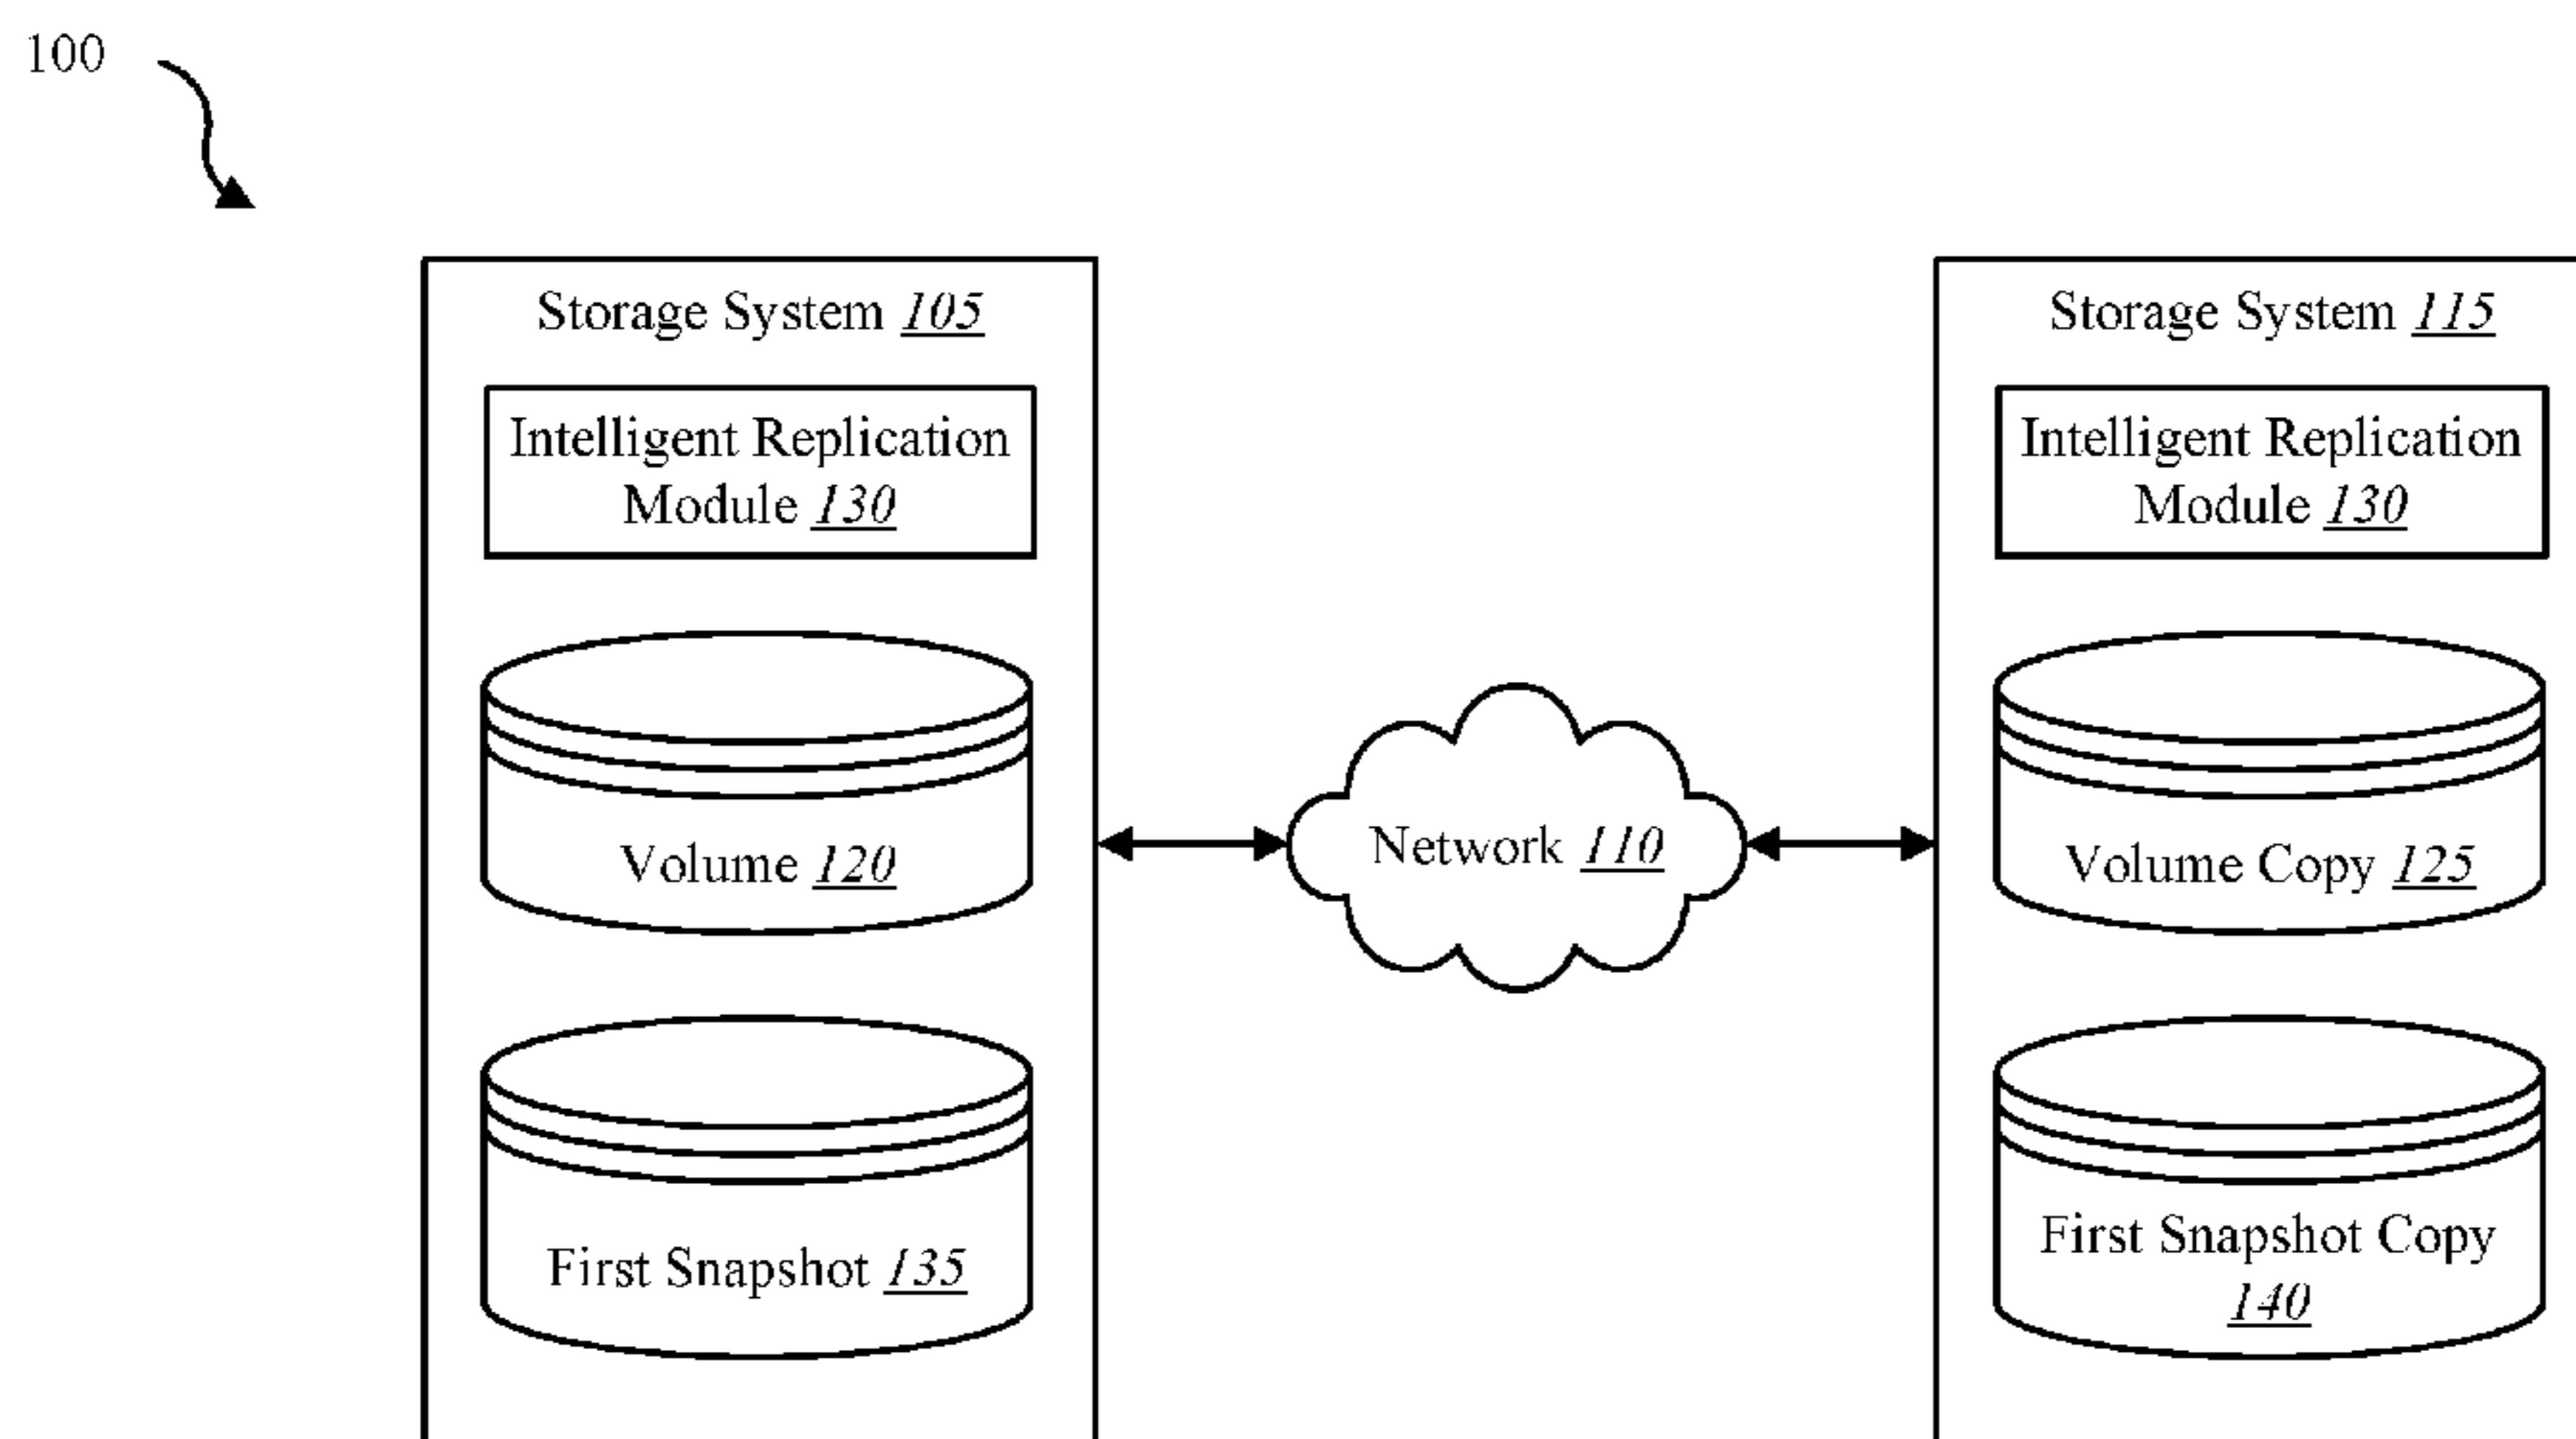 100
Storage System 105
Intelligent Replication
Module 130
Volume 120
First Snapshot 135
Network 110
Storage System 115
Intelligent Replication
Module 130
Volume Copy 125
First Snapshot Copy
140